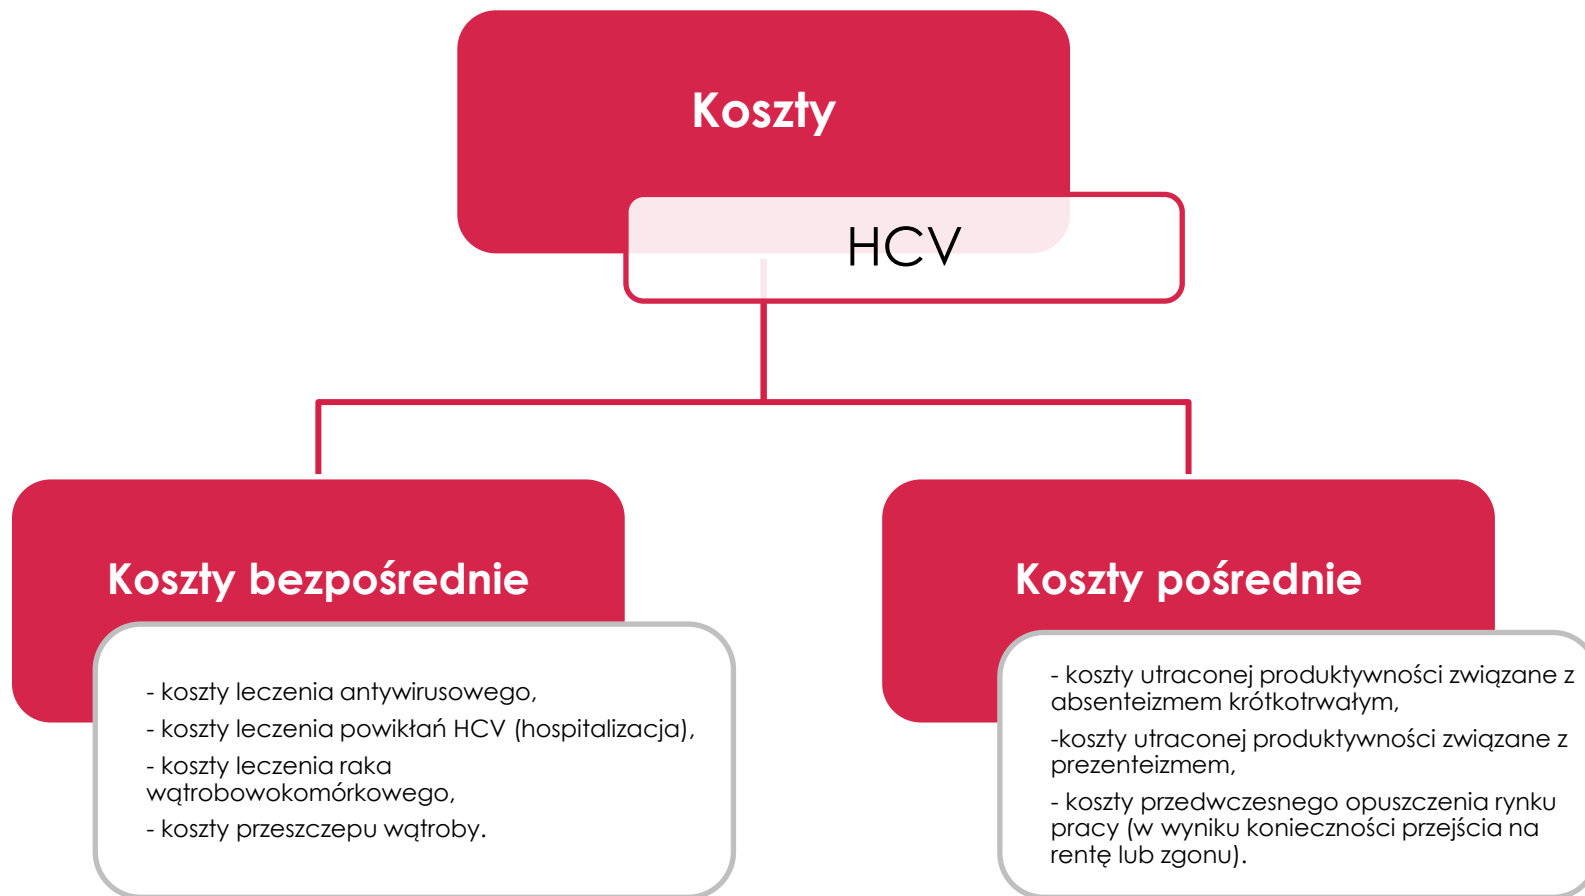 Koszty
HCV
Koszty bezpośrednie
- koszty leczenia antywirusowego,
- koszty leczenia powikłań HCV (hospitalizacja),
- koszty leczenia raka
wątrobowokomórkowego,
- koszty przeszczepu wątroby.
Koszty pośrednie
- koszty utraconej produktywności związane z
absenteizmem krótkotrwałym,
-koszty utraconej produktywności związane z
prezenteizmem,
- koszty przedwczesnego opuszczenia rynku
pracy (w wyniku konieczności przejścia na
rentę lub zgonu).